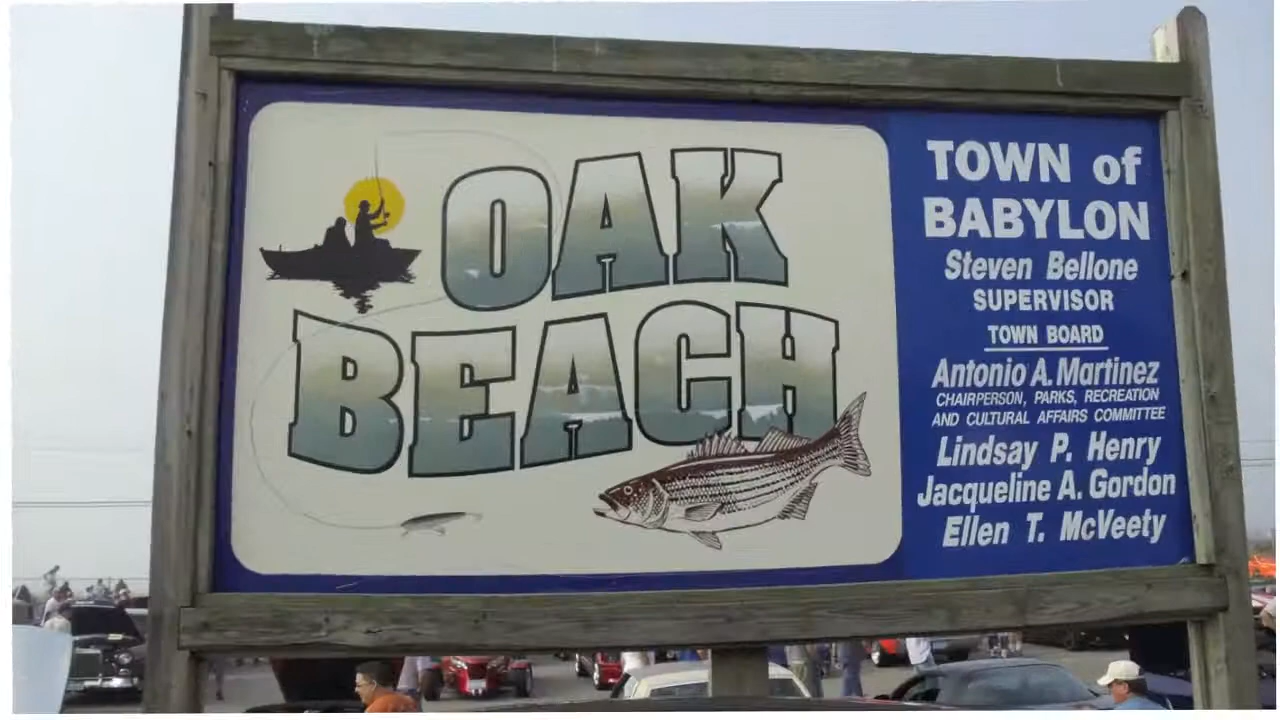 OAK
BEACH
TOWN of
BABYLON
Steven Bellone
SUPERVISOR
TOWN BOARD
Antonio A. Martinez
CHAIRPERSON, PARKS, RECREATION
AND CULTURAL AFFAIRS COMMITTEE
Lindsay P. Henry
Jacqueline A. Gordon
Ellen T. McVeety